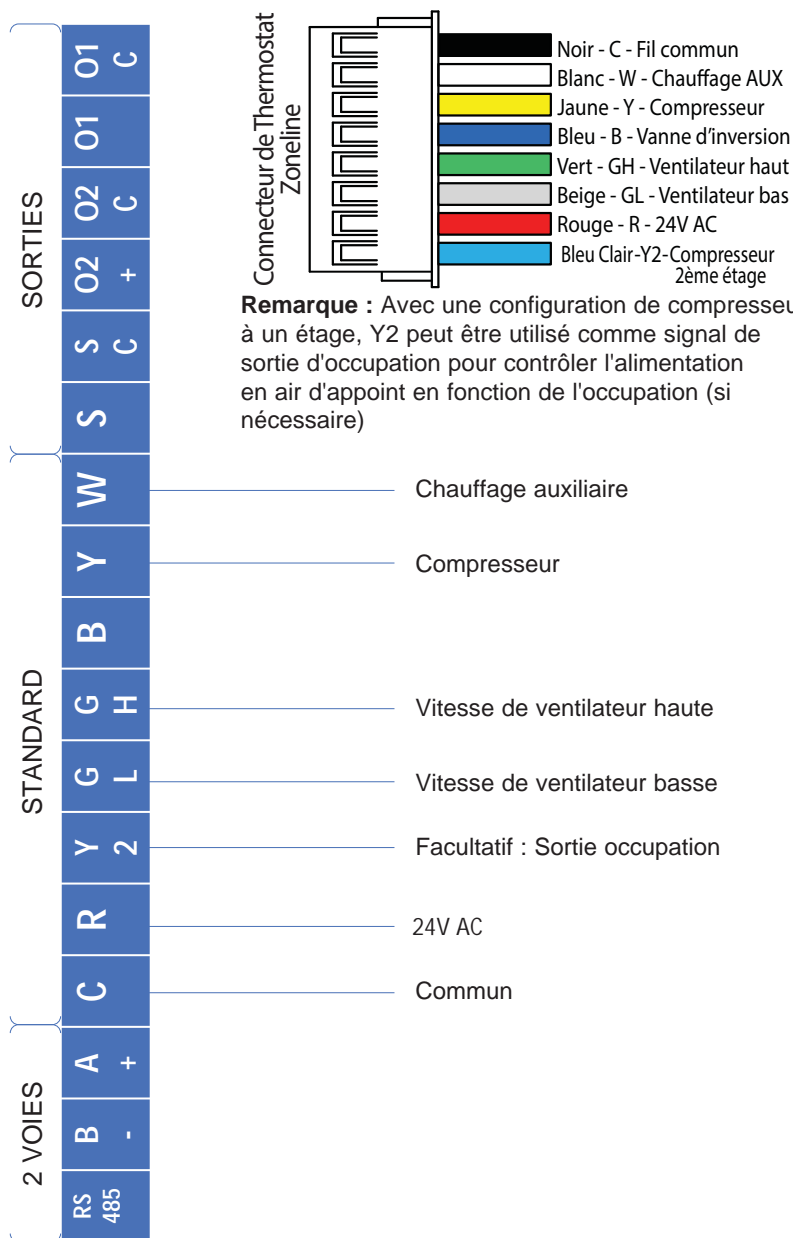 Connecteur de Thermostat
Zoneline
Noir - C - Fil commun
Blanc - W - Chauffage AUX
Jaune - Y - Compresseur
Bleu - B - Vanne d'inversion
Vert - GH - Ventilateur haut
Beige - GL - Ventilateur bas
Rouge - R - 24V AC
Bleu Clair-Y2-Compresseur
2ème étage
Remarque : Avec une configuration de compresseu
à un étage, Y2 peut être utilisé comme signal de
sortie d'occupation pour contrôler l'alimentation
en air d'appoint en fonction de l'occupation (si
nécessaire)
SORTIES
O1 C
O1
O2 C
O2 +
S C
S
STANDARD
W
Chauffage auxiliaire
Y
Compresseur
B
G H
Vitesse de ventilateur haute
G L
Vitesse de ventilateur basse
Y 2
Facultatif : Sortie occupation
R
24V AC
C
Commun
2 VOIES
A +
B -
RS
485